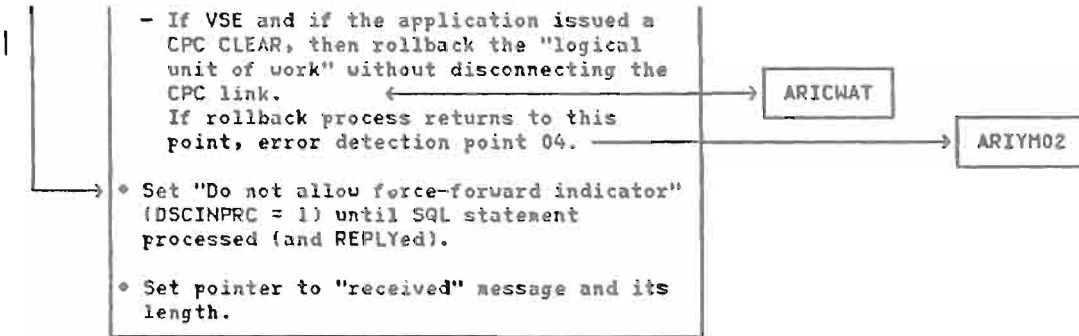 - If VSE and if the application issued a
CPC CLEAR, then rollback the "logical
unit of work" without disconnecting the
CPC link.
ARICWAT
If rollback process returns to this
point, error detection point 04.
ARIYM02
• Set "Do not allow force-forward indicator"
(DSCINPRC = 1) until SQL statement
processed (and REPLYed).
• Set pointer to "received" message and its
length.